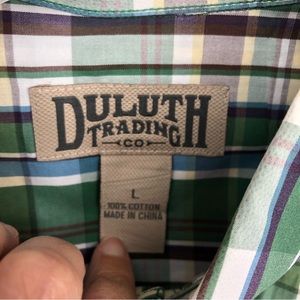 DULUTH
TRADING
CO
L
100% COTTON
MADE IN CHINA